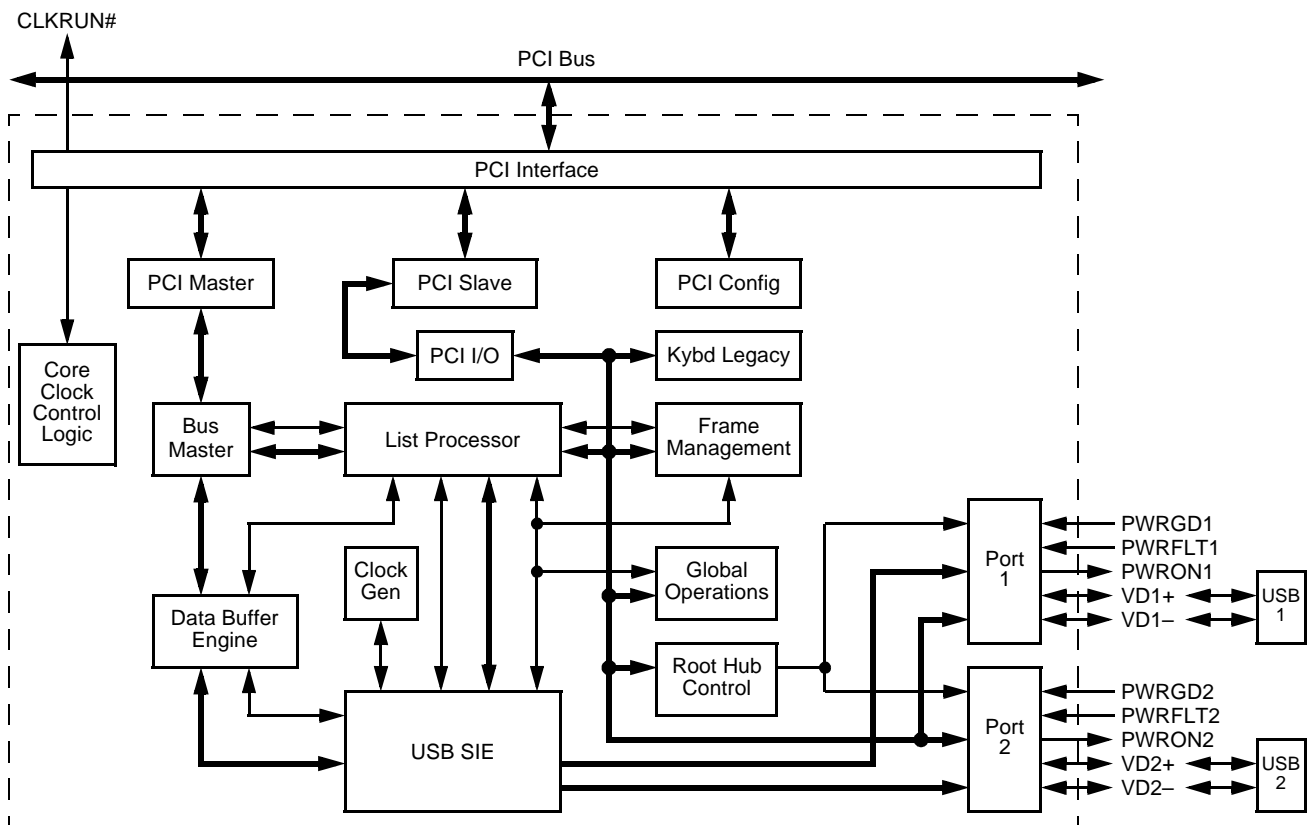 CLKRUN#
PCI Bus
PCI Interface
PCI Master
PCI Slave
PCI Config
PCI I/O
Kybd Legacy
Core
Clock
Control
Logic
Bus
Master
List Processor
Frame
Management
Clock
Gen
Global
Operations
Data Buffer
Engine
Root Hub
Control
USB SIE
Port
1
PWRGD1
PWRFLT1
PWRON1
VD1+
VD1–
USB
1
Port
2
PWRGD2
PWRFLT2
PWRON2
VD2+
VD2–
USB
2